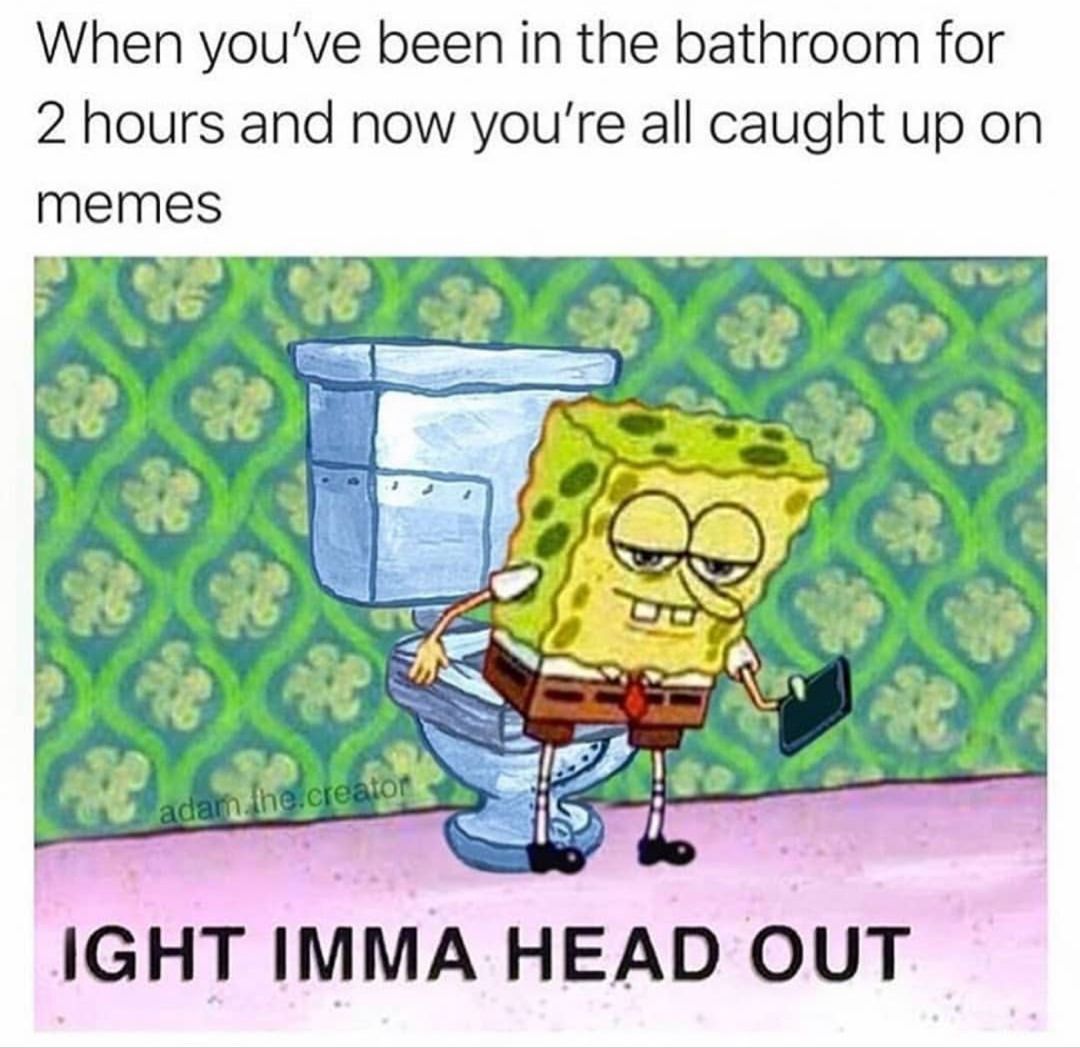 When you've been in the bathroom for
2 hours and now you're all caught up on
memes
adam.the.creator
IGHT IMMA HEAD OUT